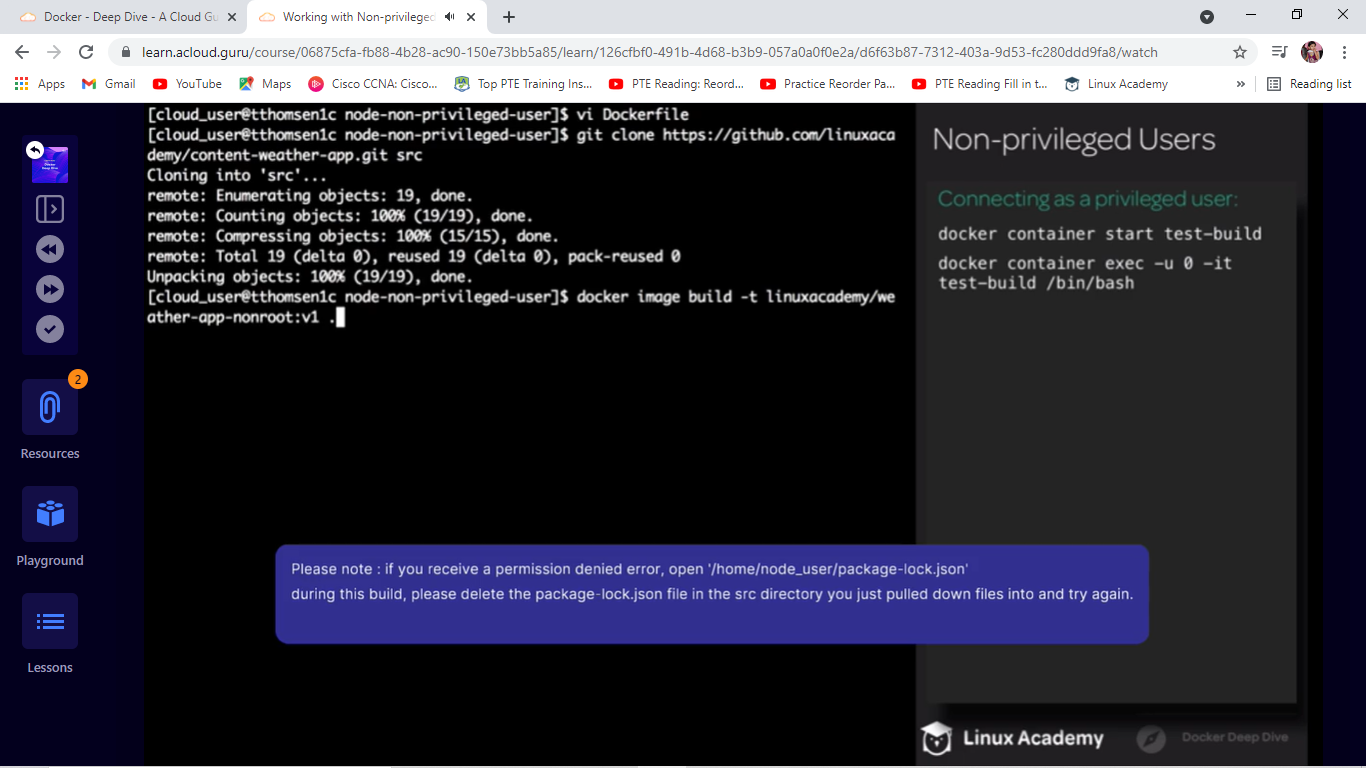 Docker - Deep Dive - A Cloud Gu
Working with Non-privileged
learn.acloud.guru/course/06875cfa-fb88-4b28-ac90-150e73bb5a85/learn/126cfbf0-491b-4d68-b3b9-057a0a0f0e2a/d6f63b87-7312-403a-9d53-fc280ddd9fa8/watch
Apps
Gmail
YouTube
Maps
Cisco CCNA: Cisco...
Top PTE Training Ins...
PTE Reading: Reord...
Practice Reorder Pa...
PTE Reading Fill in t...
Linux Academy
»
Reading list
Docker
Deep Dive
2
Resources
Playground
Lessons
[cloud_user@tthomsen1c node-non-privileged-user]$ vi Dockerfile
[cloud_user@tthomsen1c node-non-privileged-user]$ git clone https://github.com/linuxaca
demy/content-weather-app.git src
Cloning into 'src'...
remote: Enumerating objects: 19, done.
remote: Counting objects: 100% (19/19), done.
remote: Compressing objects: 100% (15/15), done.
remote: Total 19 (delta 0), reused 19 (delta 0), pack-reused 0
Unpacking objects: 100% (19/19), done.
[cloud_user@tthomsen1c node-non-privileged-user]$ docker image build -t linuxacademy/we
ather-app-nonroot:v1 .
Non-privileged Users
Connecting as a privileged user:
docker container start test-build
docker container exec -u 0 -it
test-build /bin/bash
Please note : if you receive a permission denied error, open '/home/node_user/package-lock.json'
during this build, please delete the package-lock.json file in the src directory you just pulled down files into and try again.
Linux Academy
Docker Deep Dive